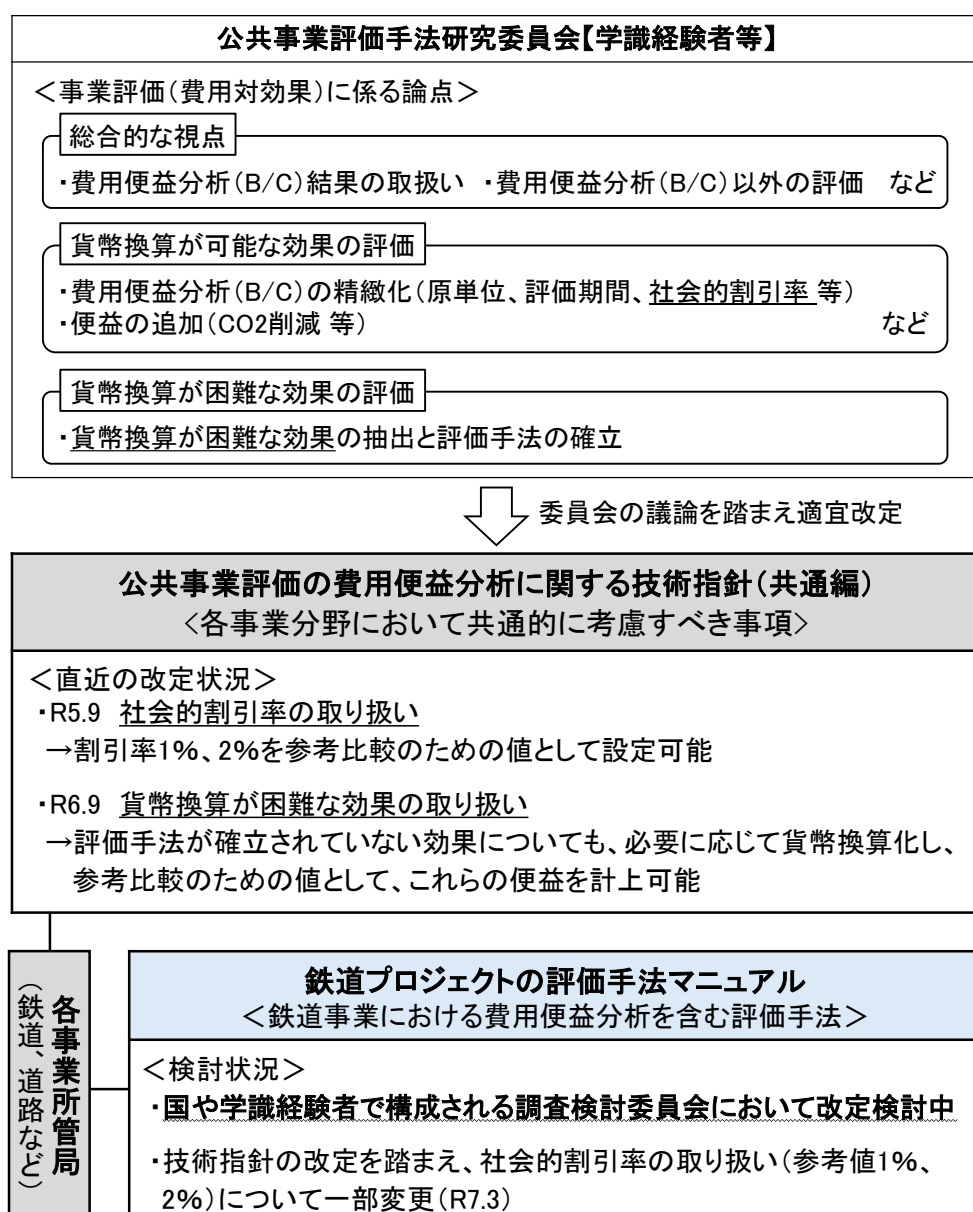 公共事業評価手法研究委員会【学識経験者等】
＜事業評価（費用対効果）に係る論点＞
総合的な視点
・費用便益分析（B/C）結果の取扱い ・費用便益分析（B/C）以外の評価　など
貨幣換算が可能な効果の評価
・費用便益分析（B/C）の精緻化（原単位、評価期間、社会的割引率 等）
・便益の追加（CO2削減 等）　など
貨幣換算が困難な効果の評価
・貨幣換算が困難な効果の抽出と評価手法の確立
委員会の議論を踏まえ適宜改定
公共事業評価の費用便益分析に関する技術指針（共通編）
＜各事業分野において共通的に考慮すべき事項＞
＜直近の改定状況＞
・R5.9 社会的割引率の取り扱い
→割引率1%、2%を参考比較のための値として設定可能
・R6.9 貨幣換算が困難な効果の取り扱い
→評価手法が確立されていない効果についても、必要に応じて貨幣換算化し、
参考比較のための値として、これらの便益を計上可能
各事業所管局
（鉄道、道路など）
鉄道プロジェクトの評価手法マニュアル
＜鉄道事業における費用便益分析を含む評価手法＞
＜検討状況＞
・国や学識経験者で構成される調査検討委員会において改定検討中
・技術指針の改定を踏まえ、社会的割引率の取り扱い（参考値1%、
2%）について一部変更（R7.3）